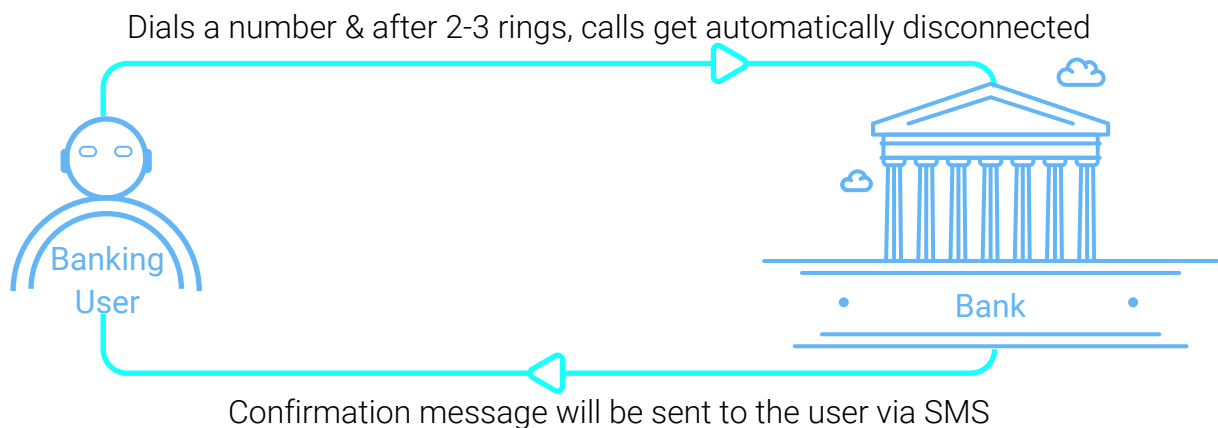 Dials a number & after 2-3 rings, calls get automatically disconnected
Banking
User
Bank
Confirmation message will be sent to the user via SMS